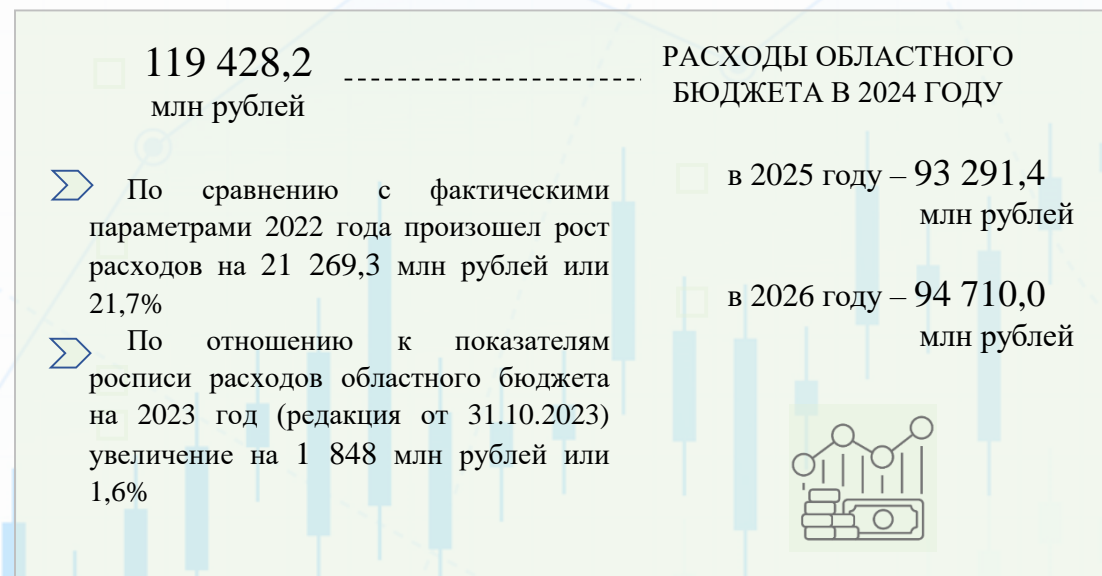 119 428,2
млн рублей
РАСХОДЫ ОБЛАСТНОГО
БЮДЖЕТА В 2024 ГОДУ
По сравнению с фактическими
параметрами 2022 года произошел рост
расходов на 21 269,3 млн рублей или
21,7%
По отношению к показателям
росписи расходов областного бюджета
на 2023 год (редакция от 31.10.2023)
увеличение на 1 848 млн рублей или
1,6%
в 2025 году – 93 291,4
млн рублей
в 2026 году – 94 710,0
млн рублей